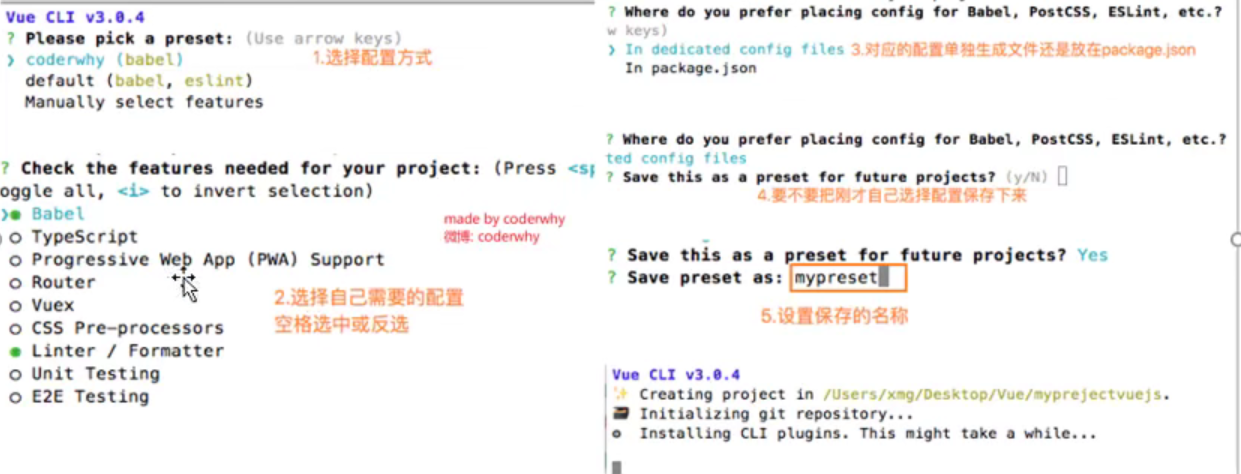 Vue CLI v3.0.4
? Please pick a preset: (Use arrow keys)
❯ coderwhy (babel)
1.选择配置方式
default (babel, eslint)
Manually select features
? Check the features needed for your project: (Press <sp
oggle all, <i> to invert selection)
❯● Babel
○ TypeScript
○ Progressive Web App (PWA) Support
○ Router
○ Vuex
○ CSS Pre-processors
● Linter / Formatter
○ Unit Testing
○ E2E Testing
made by coderwhy
微博: coderwhy
2.选择自己需要的配置
空格选中或反选
? Where do you prefer placing config for Babel, PostCSS, ESLint, etc.?
w keys)
❯ In dedicated config files 3.对应的配置单独生成文件还是放在package.json
In package.json
? Where do you prefer placing config for Babel, PostCSS, ESLint, etc.?
ted config files
? Save this as a preset for future projects? (y/N)
4.要不要把刚才自己选择配置保存下来
? Save this as a preset for future projects? Yes
? Save preset as: mypreset
5.设置保存的名称
Vue CLI v3.0.4
✨ Creating project in /Users/xmg/Desktop/Vue/myprejectvuejs.
🗃 Initializing git repository...
⚙ Installing CLI plugins. This might take a while...